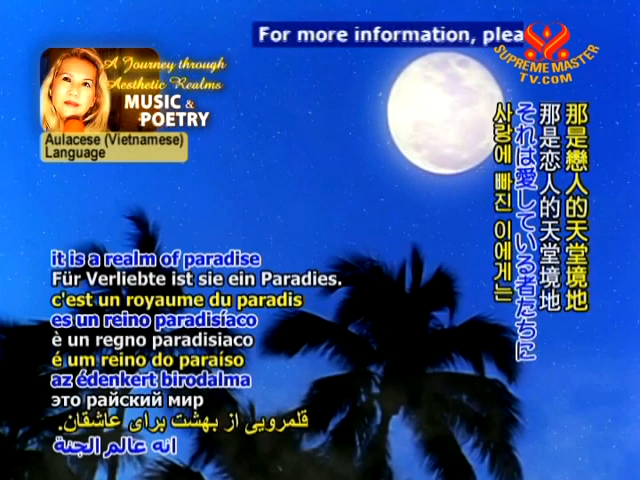 For more information, plea
SUPREME MASTER
TV.COM
A Journey through
Aesthetic Realms
MUSIC &
POETRY
Aulacese (Vietnamese)
Language
那是戀人的天堂境地
那是恋人的天堂境地
それは愛している者たちに
사랑에 빠진 이에게는
it is a realm of paradise
Für Verliebte ist sie ein Paradies.
c'est un royaume du paradis
es un reino paradisíaco
è un regno paradisiaco
é um reino do paraíso
az édenkert birodalma
это райский мир
قلمرویی از بهشت برای عاشقان.
انه عالم الجنة